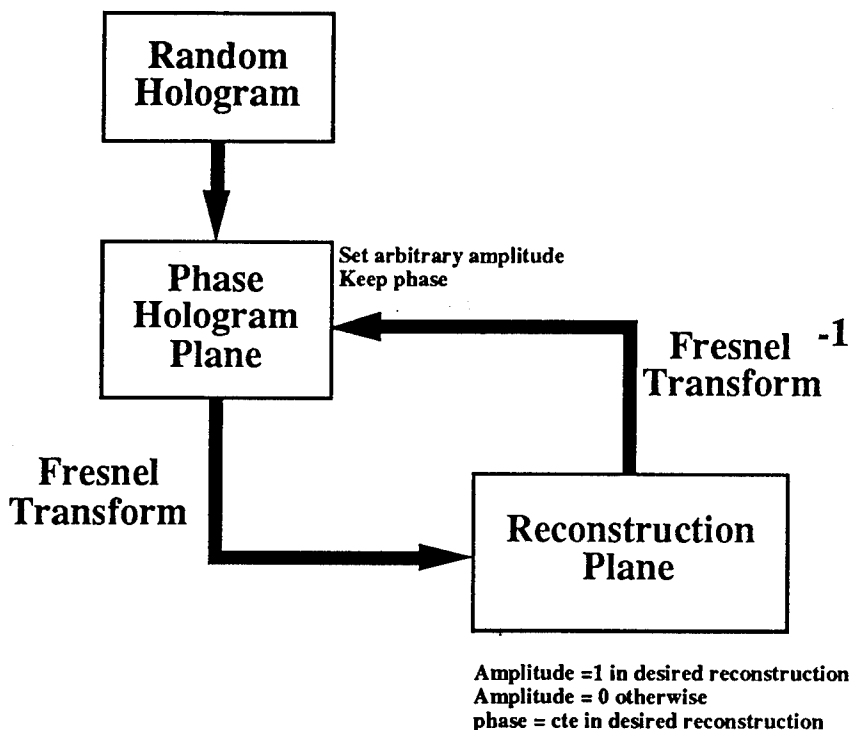 Random
Hologram
Phase
Hologram
Plane
Set arbitrary amplitude
Keep phase
Fresnel
Transform
-1
Fresnel
Transform
Reconstruction
Plane
Amplitude =1 in desired reconstruction
Amplitude = 0 otherwise
phase = cte in desired reconstruction